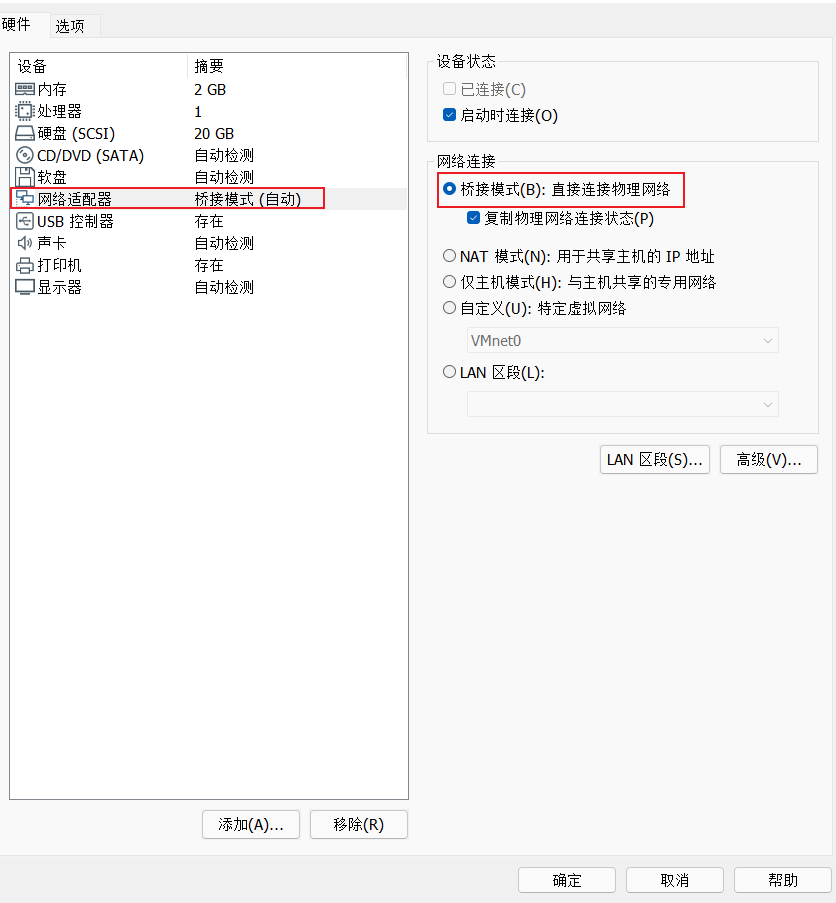 硬件 选项
设备 摘要
内存 2 GB
处理器 1
硬盘 (SCSI) 20 GB
CD/DVD (SATA) 自动检测
软盘 自动检测
网络适配器 桥接模式 (自动)
USB 控制器 存在
声卡 自动检测
打印机 存在
显示器 自动检测
添加(A)... 移除(R)
设备状态
已连接(C)
启动时连接(O)
网络连接
桥接模式(B): 直接连接物理网络
复制物理网络连接状态(P)
NAT 模式(N): 用于共享主机的 IP 地址
仅主机模式(H): 与主机共享的专用网络
自定义(U): 特定虚拟网络
VMnet0
LAN 区段(L):
LAN 区段(S)... 高级(V)...
确定 取消 帮助